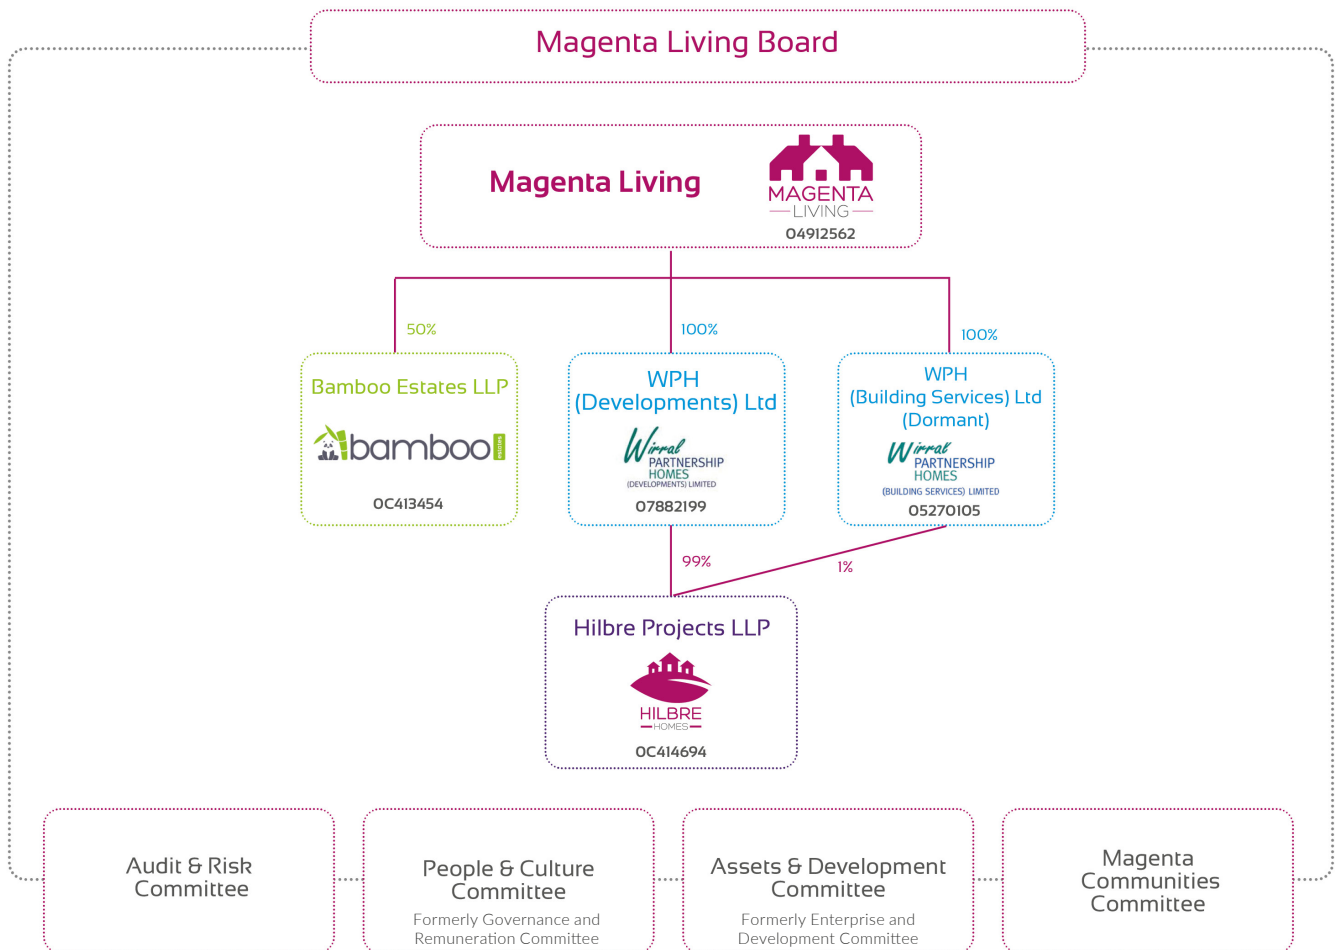 Magenta Living Board
Magenta Living
MAGENTA
LIVING
04912562
50%
100%
100%
Bamboo Estates LLP
bamboo
estates
0C413454
WPH
(Developments) Ltd
Wirral
PARTNERSHIP
HOMES
(DEVELOPMENTS) LIMITED
07882199
WPH
(Building Services) Ltd
(Dormant)
Wirral
PARTNERSHIP
HOMES
(BUILDING SERVICES) LIMITED
05270105
99%
1%
Hilbre Projects LLP
HILBRE
HOMES
0C414694
Audit & Risk
Committee
People & Culture
Committee
Formerly Governance and
Remuneration Committee
Assets & Development
Committee
Formerly Enterprise and
Development Committee
Magenta
Communities
Committee